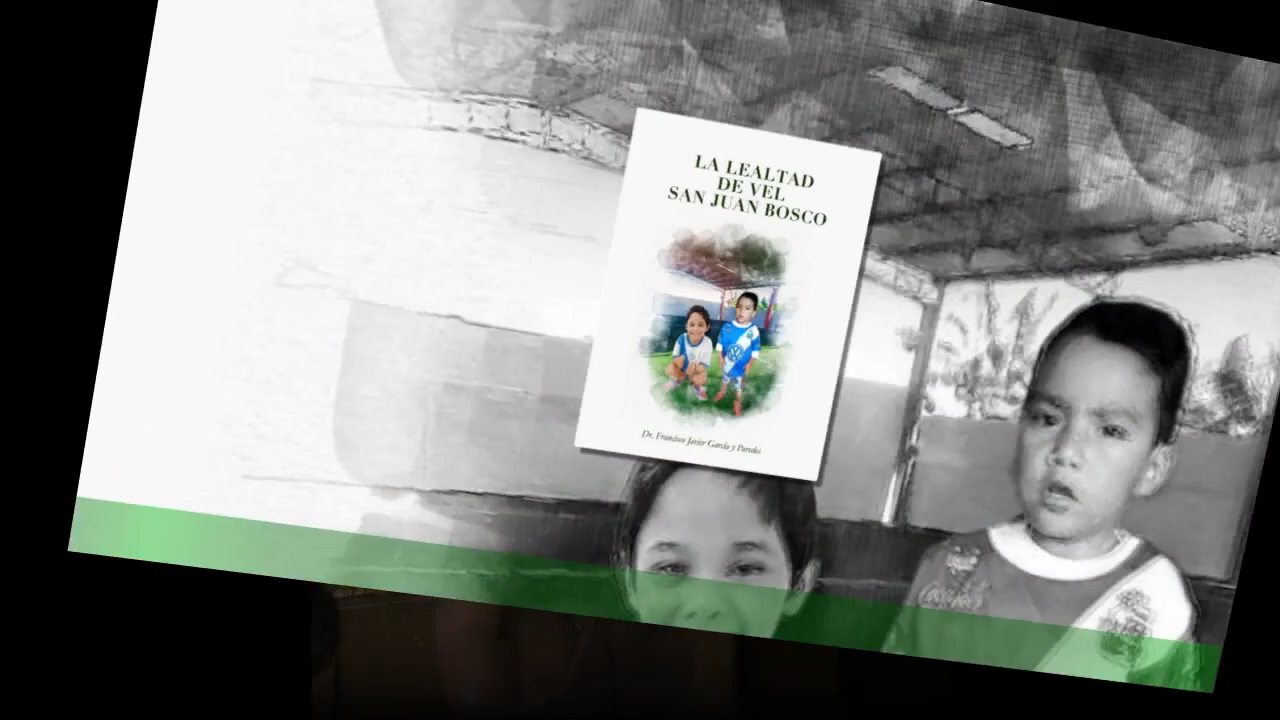 LA LEALTAD
DE VEL
SAN JUAN BOSCO
Dr. Francisco Javier García y Paredes